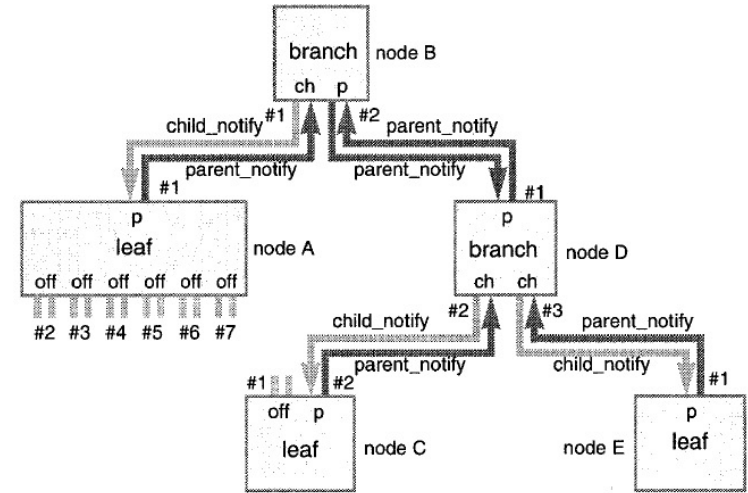 branch node B
ch p
#1 #2
child_notify parent_notify
parent_notify parent_notify
#1 #1
p p
leaf node A branch node D
off off off off off off ch ch
#2 #3 #4 #5 #6 #7 #2 #3
child_notify parent_notify
parent_notify child_notify
#1 #2 #1
off p p
leaf node C node E leaf